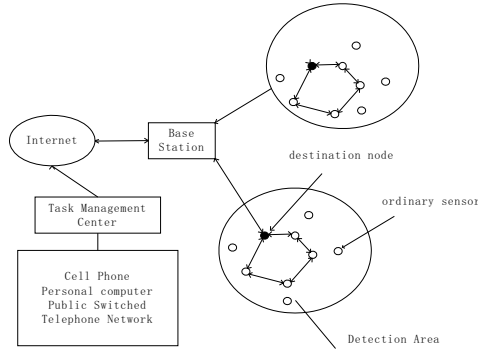 Internet
Base
Station
destination node
ordinary sensor
Task Management
Center
Cell Phone
Personal computer
Public Switched
Telephone Network
Detection Area